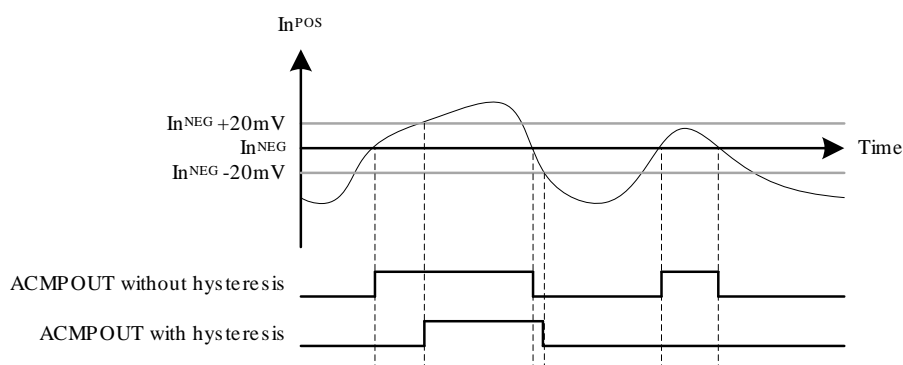 InPOS
InNEG +20mV
InNEG
InNEG -20mV
Time
ACMPOUT without hysteresis
ACMPOUT with hysteresis